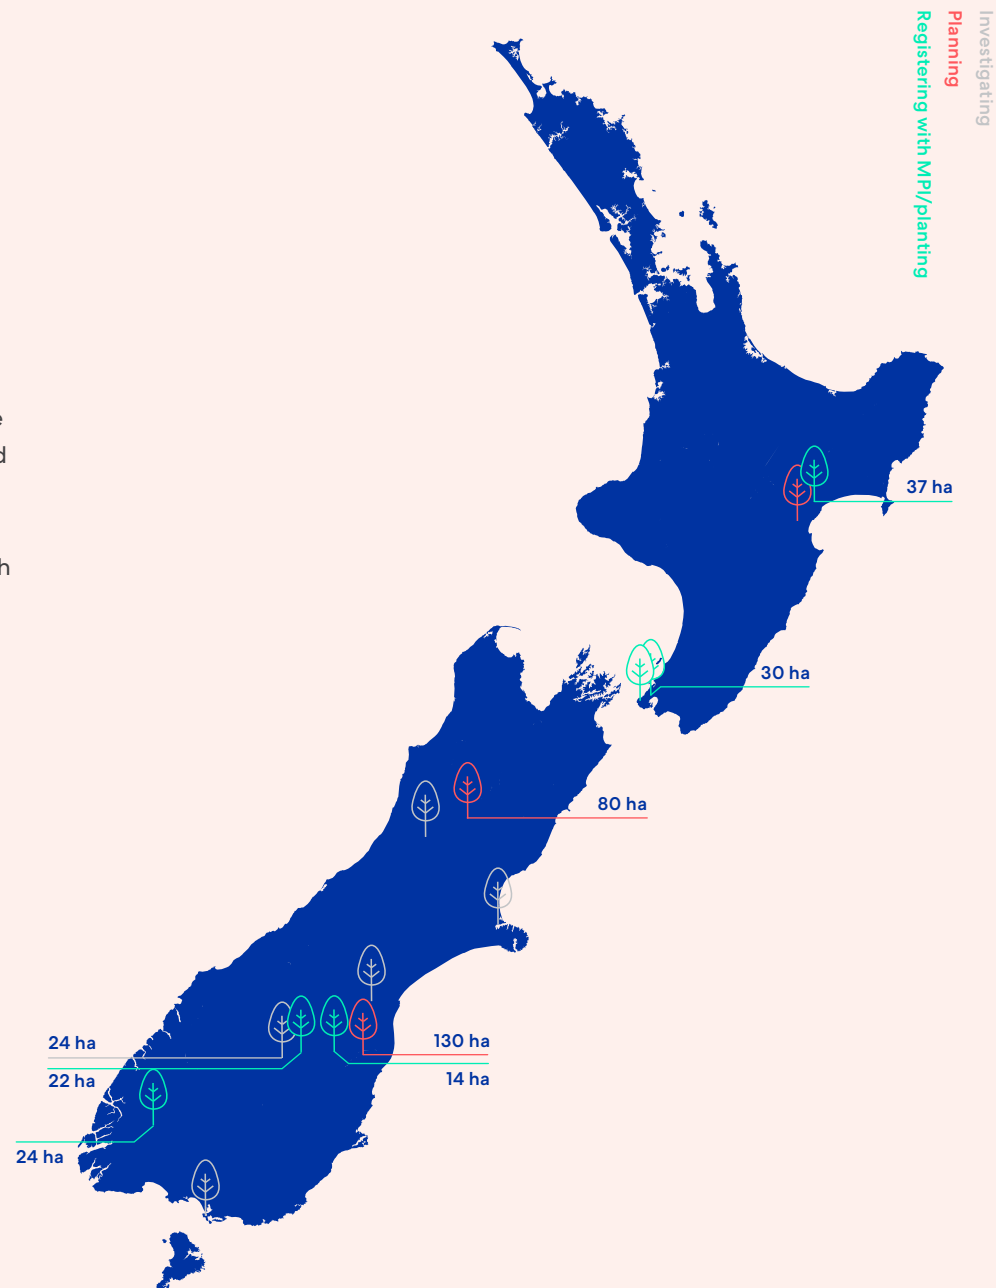 Investigating
Planning
Registering with MPI/planting
e
d
h
37 ha
30 ha
80 ha
24 ha
130 ha
22 ha
14 ha
24 ha